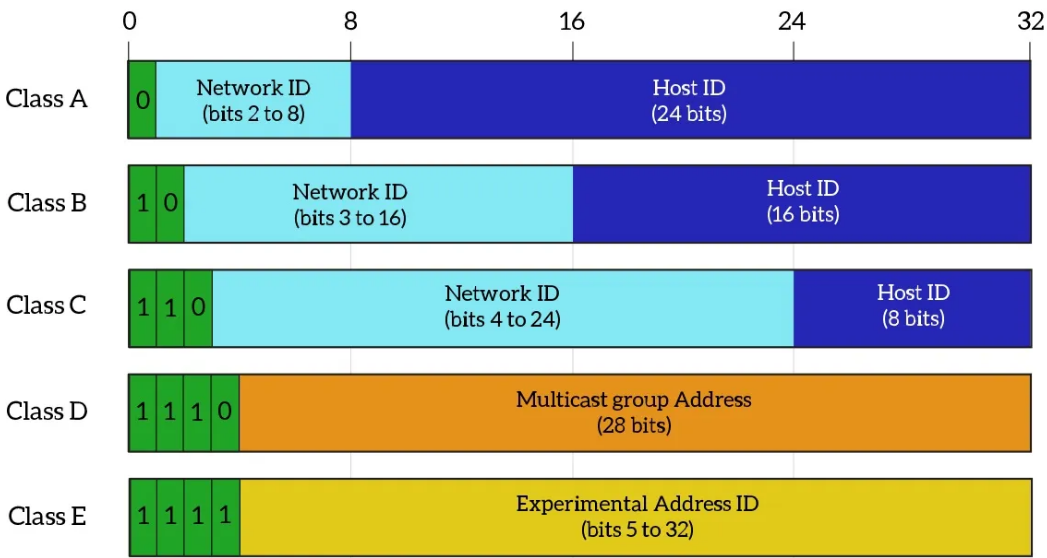 0 8 16 24 32
Class A
0
Network ID
(bits 2 to 8)
Host ID
(24 bits)
Class B
1 0
Network ID
(bits 3 to 16)
Host ID
(16 bits)
Class C
1 1 0
Network ID
(bits 4 to 24)
Host ID
(8 bits)
Class D
1 1 1 0
Multicast group Address
(28 bits)
Class E
1 1 1 1
Experimental Address ID
(bits 5 to 32)